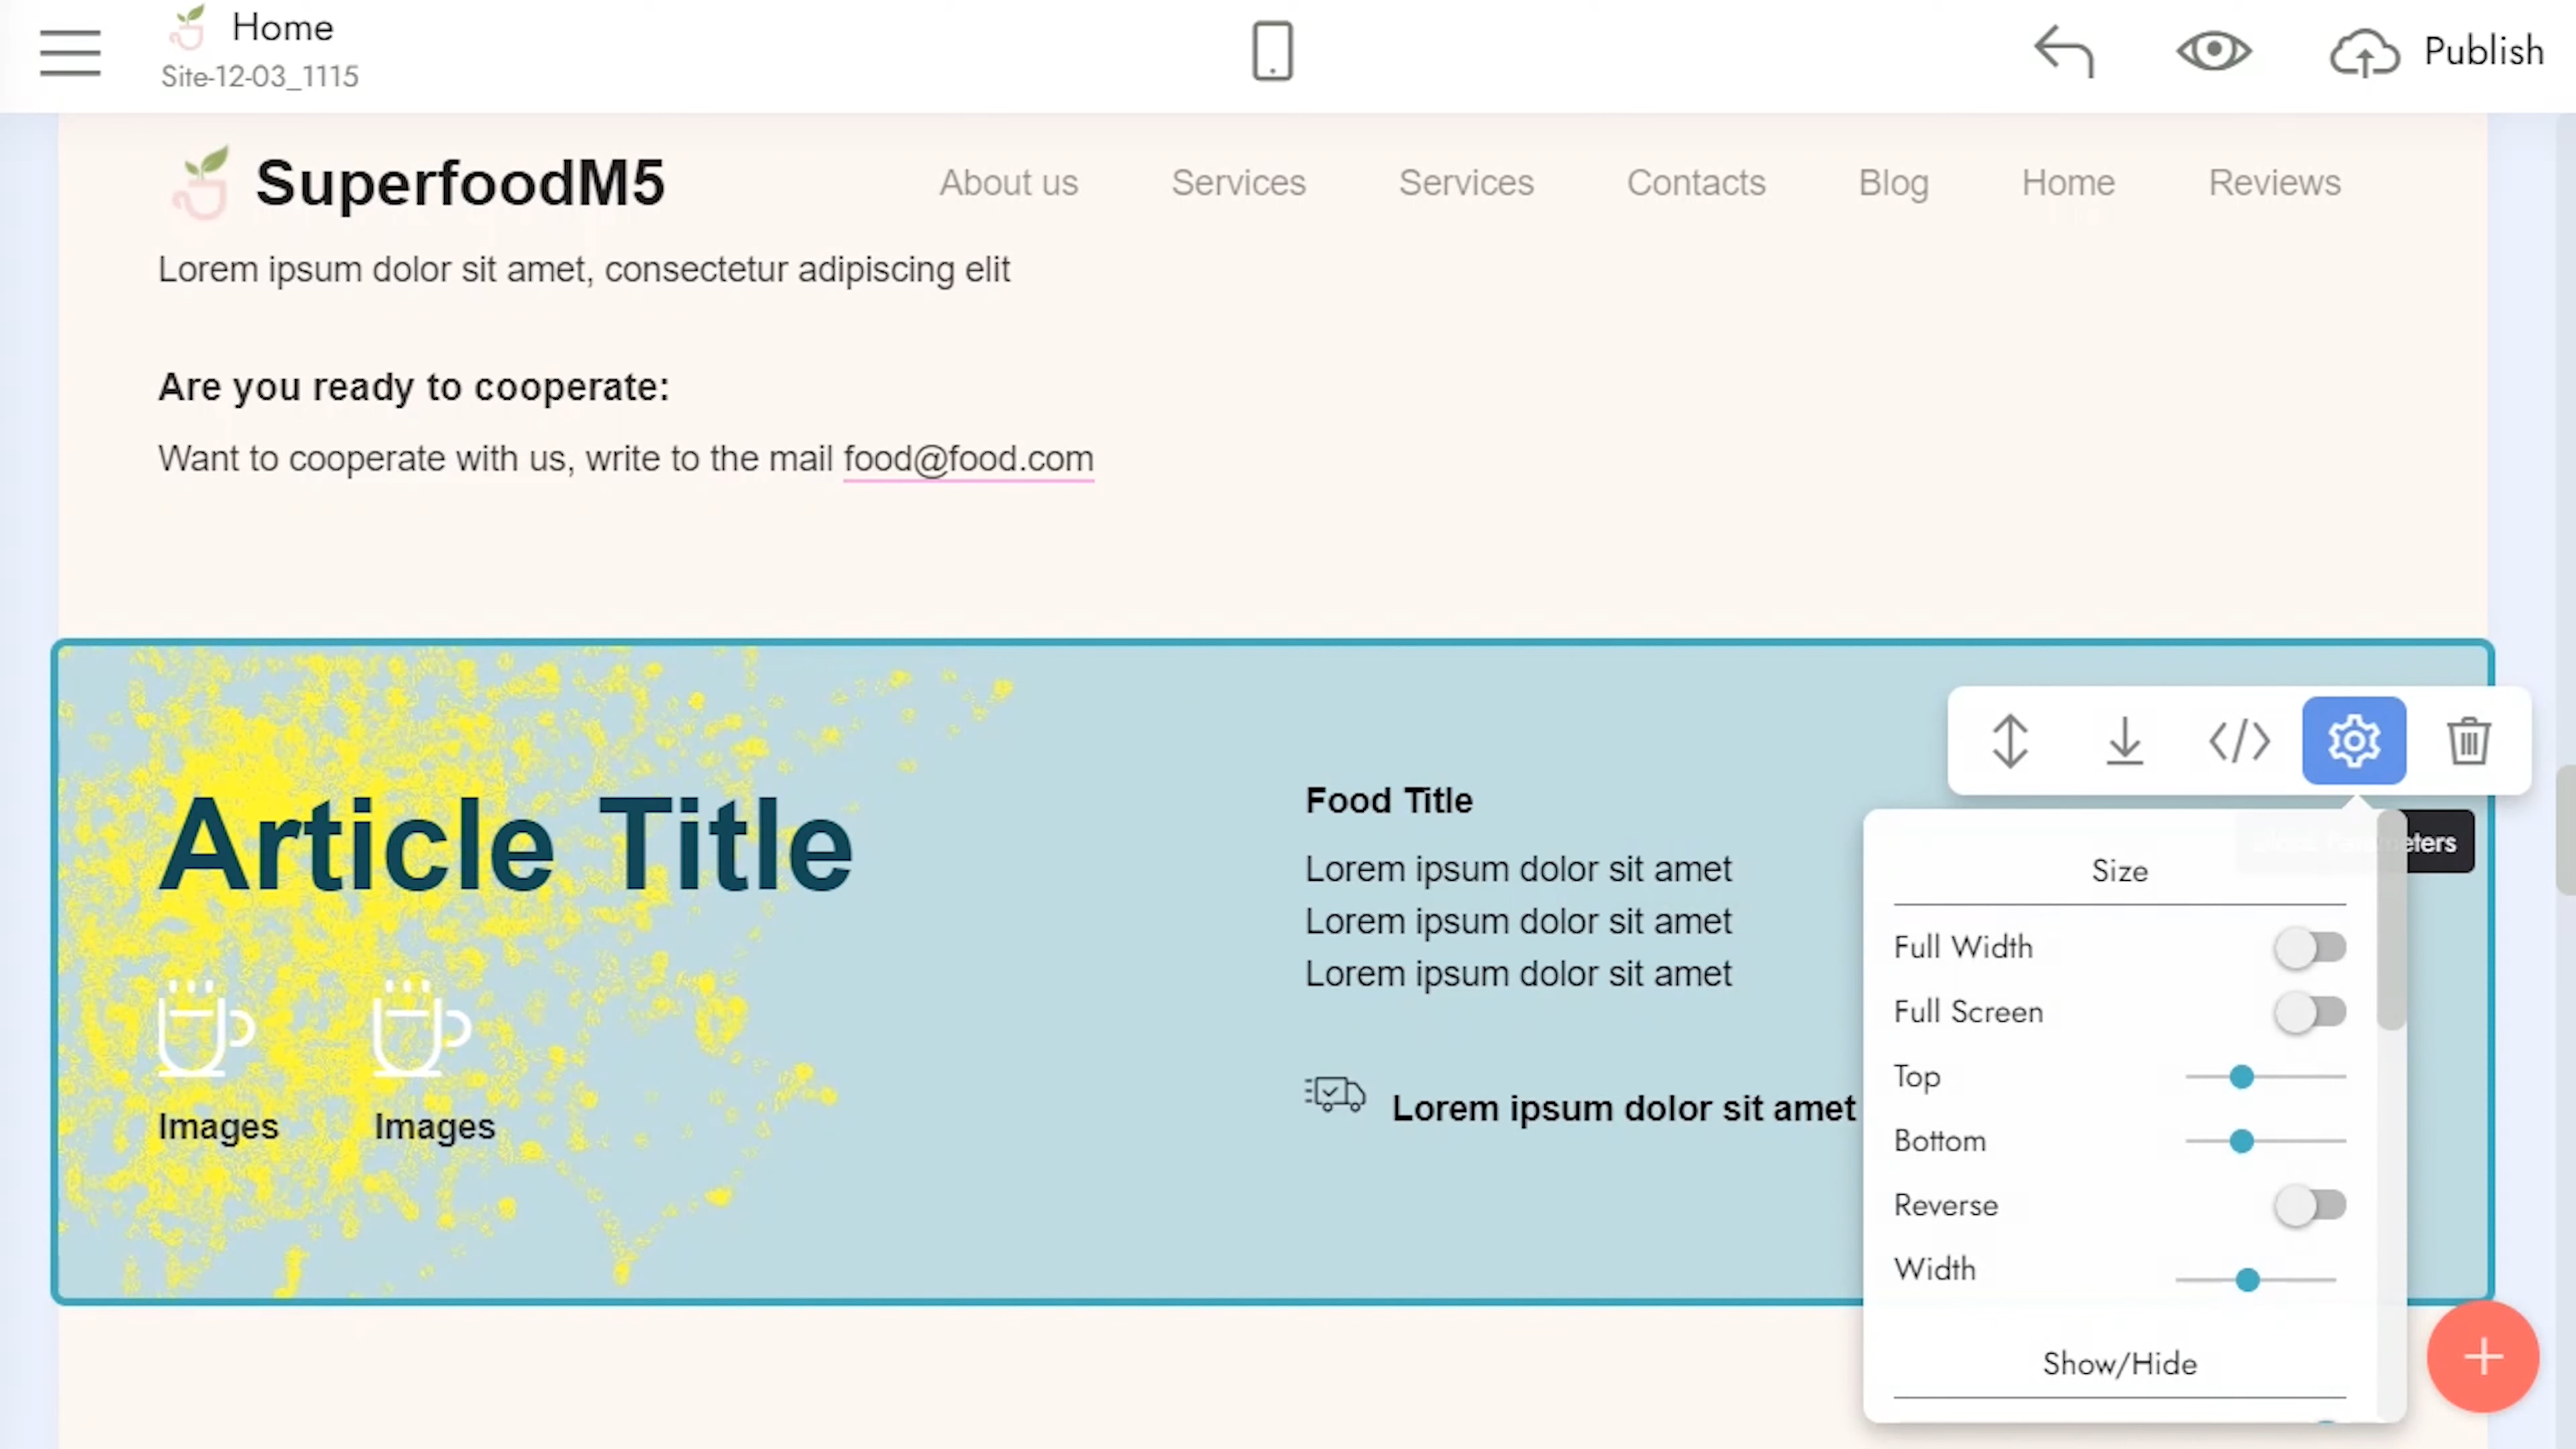 Home
Site-12-03_1115
Publish
SuperfoodM5
About us
Services
Services
Contacts
Blog
Home
Reviews
Lorem ipsum dolor sit amet, consectetur adipiscing elit
Are you ready to cooperate:
Want to cooperate with us, write to the mail food@food.com
Article Title
Images
Images
Food Title
Lorem ipsum dolor sit amet
Lorem ipsum dolor sit amet
Lorem ipsum dolor sit amet
Lorem ipsum dolor sit amet
Size
Full Width
Full Screen
Top
Bottom
Reverse
Width
Show/Hide